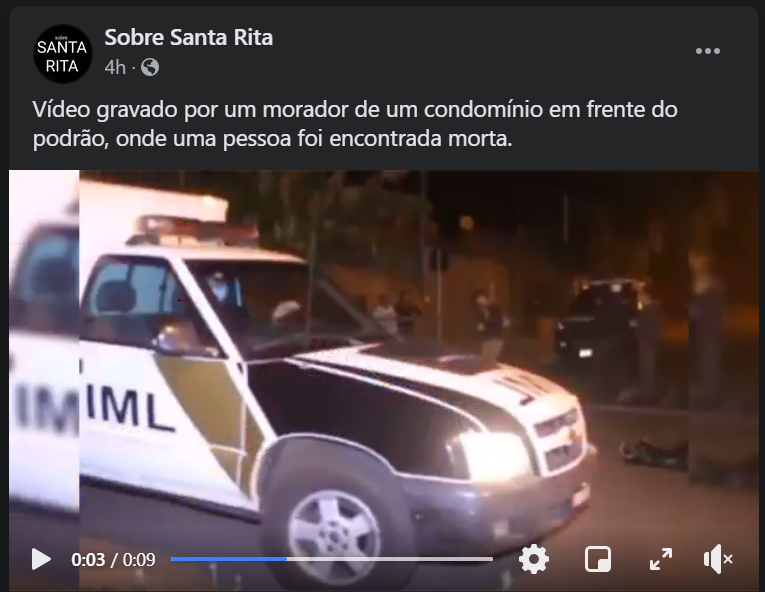 sobre
SANTA
RITA
Sobre Santa Rita
4h ·
Vídeo gravado por um morador de um condomínio em frente do
podrão, onde uma pessoa foi encontrada morta.
IM
IML
0:03 / 0:09